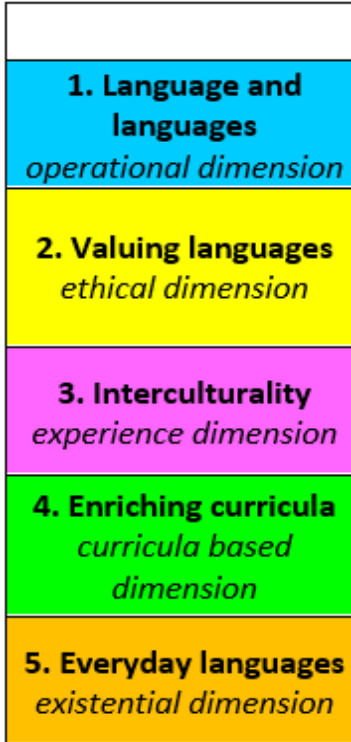 1. Language and
languages
operational dimension
2. Valuing languages
ethical dimension
3. Interculturality
experience dimension
4. Enriching curricula
curricula based
dimension
5. Everyday languages
existential dimension